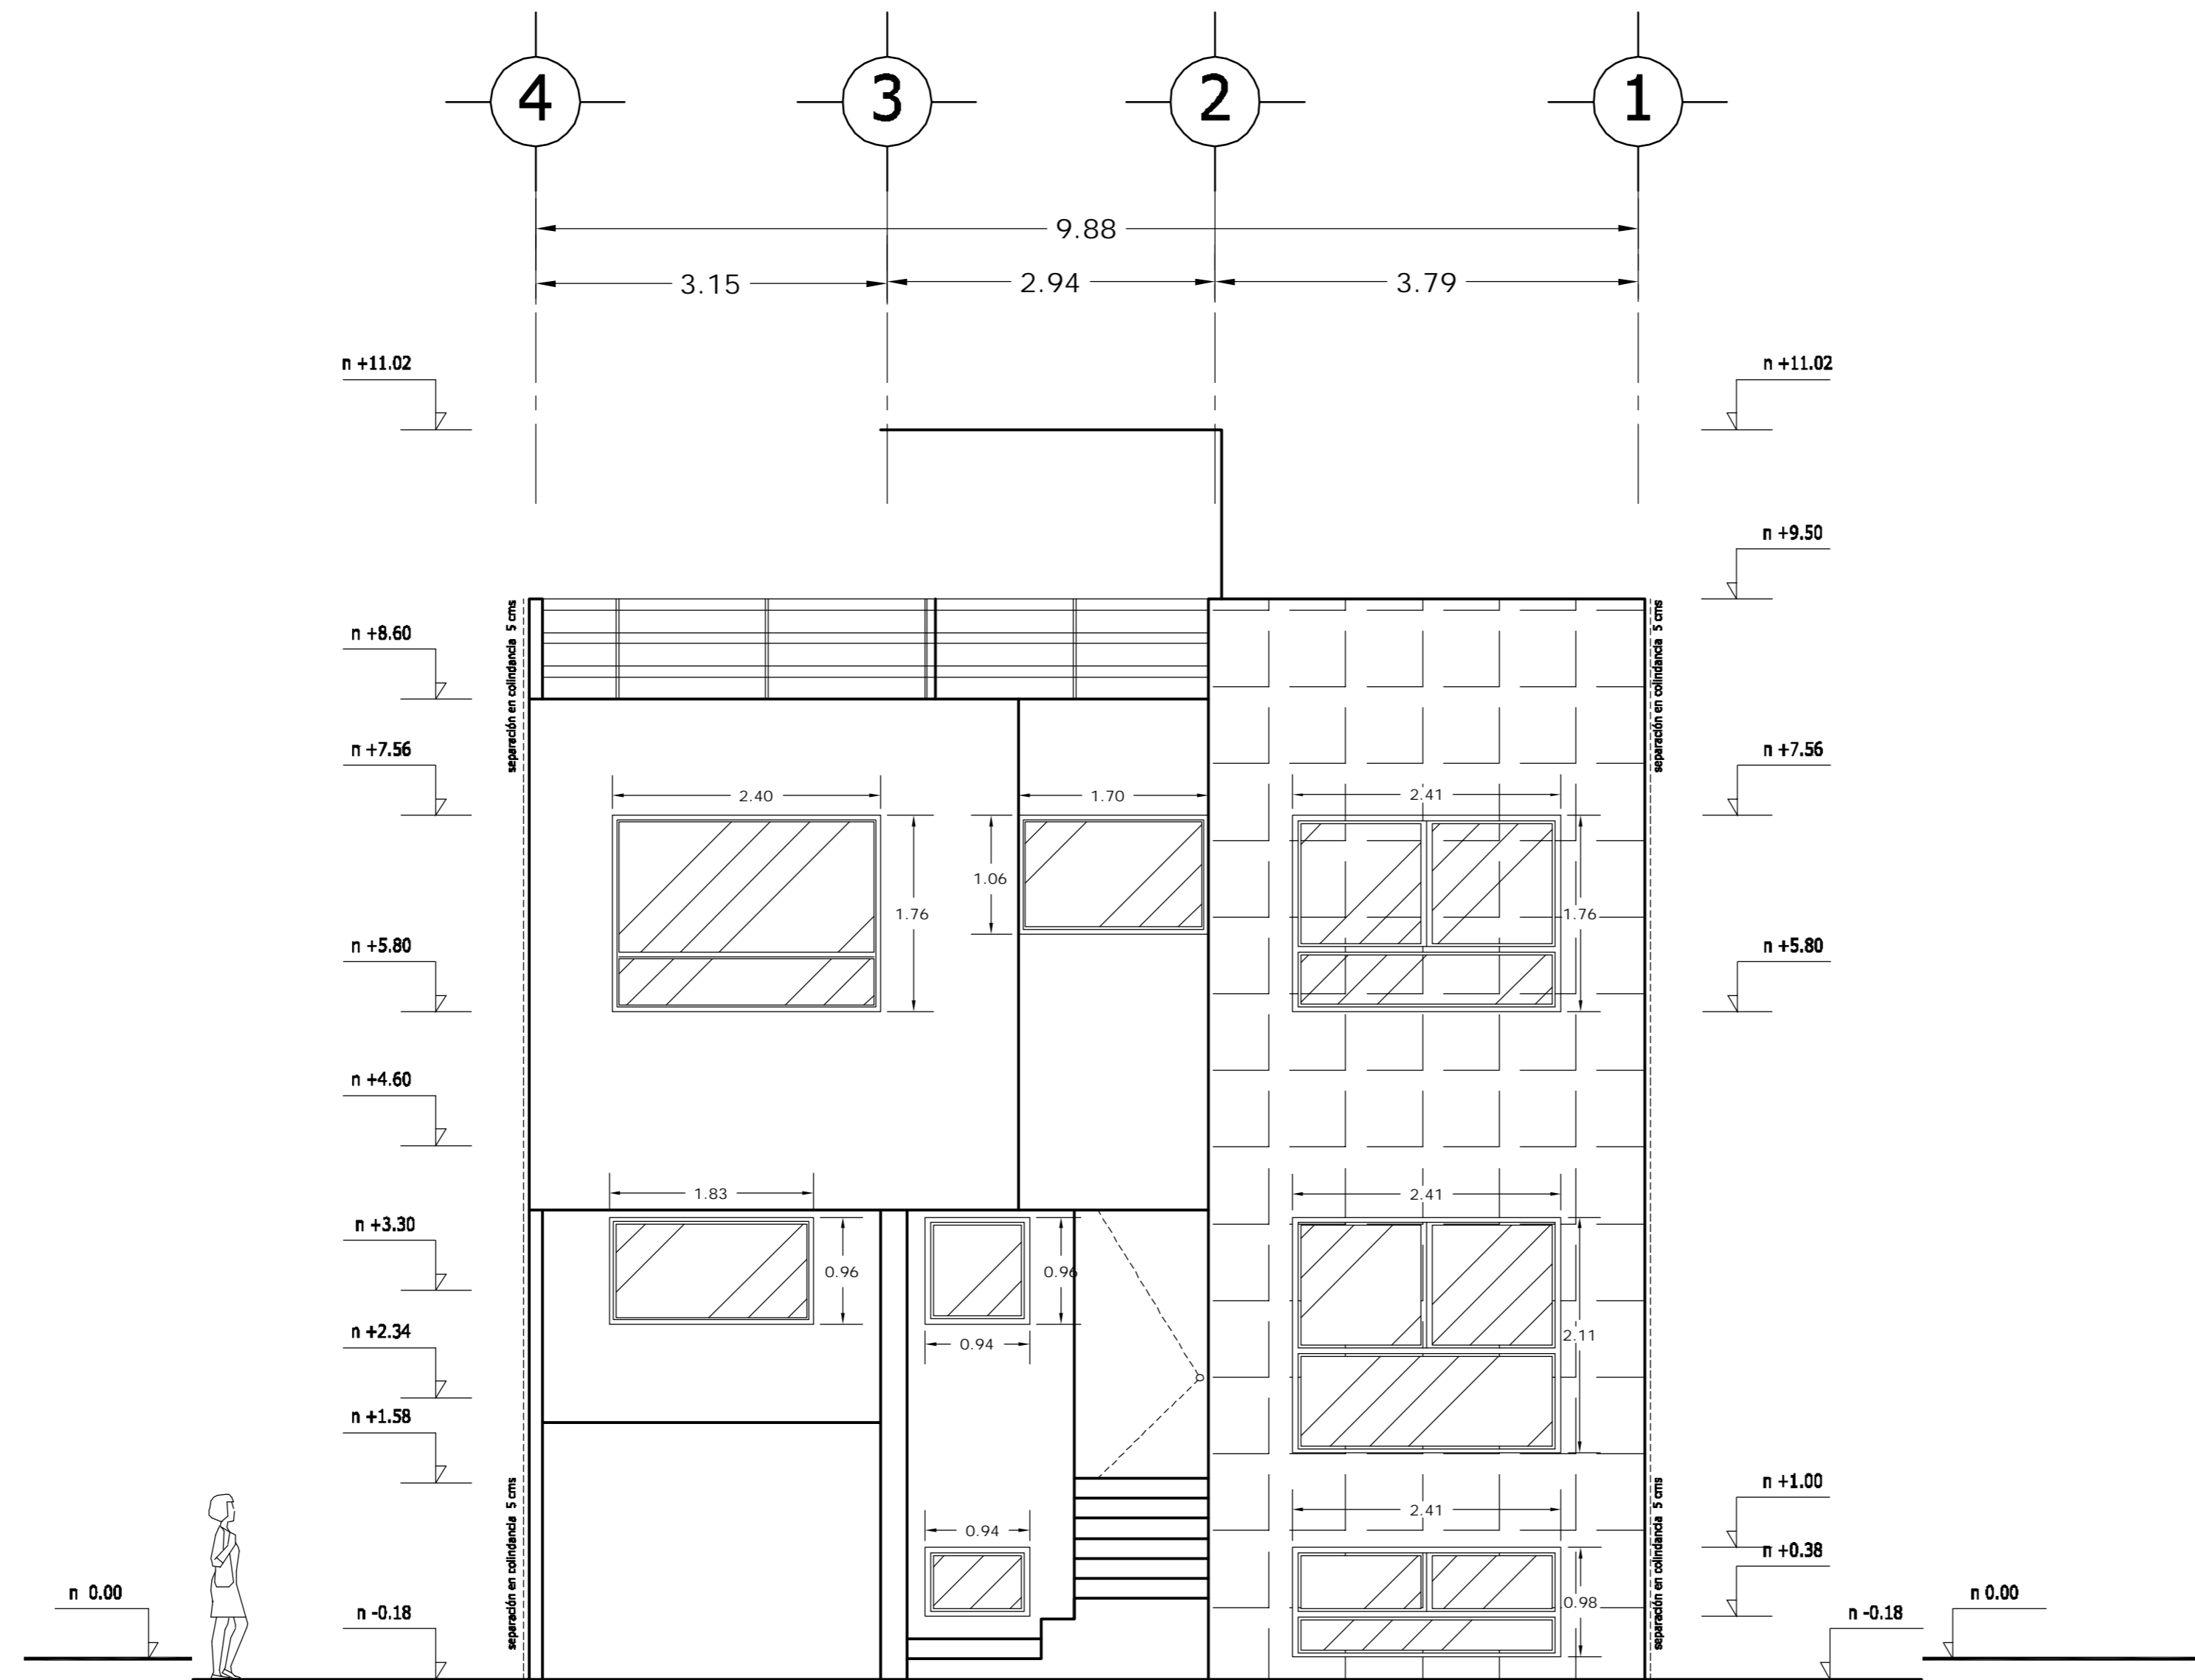 4 3 2 1
9.88
3.15 2.94 3.79
n +11.02 n +11.02
n +9.50
separación en colindancia 5 cms
separación en colindancia 5 cms
n +8.60
n +7.56 n +7.56
2.40 1.70 2.41
1.06
1.76 1.76
n +5.80 n +5.80
n +4.60
1.83 2.41
n +3.30
0.96 0.96
n +2.34
0.94
2.11
n +1.58
separación en colindancia 5 cms
separación en colindancia 5 cms
n +1.00
2.41
0.94
n +0.38
n 0.00 n 0.00
0.98
n -0.18 n -0.18